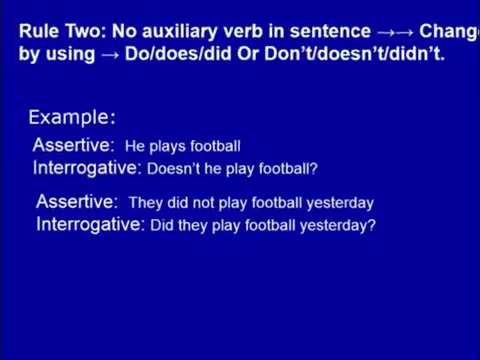 Rule Two: No auxiliary verb in sentence →→ Change
by using → Do/does/did Or Don't/doesn't/didn't.
Example:
Assertive: He plays football
Interrogative: Doesn't he play football?
Assertive: They did not play football yesterday
Interrogative: Did they play football yesterday?